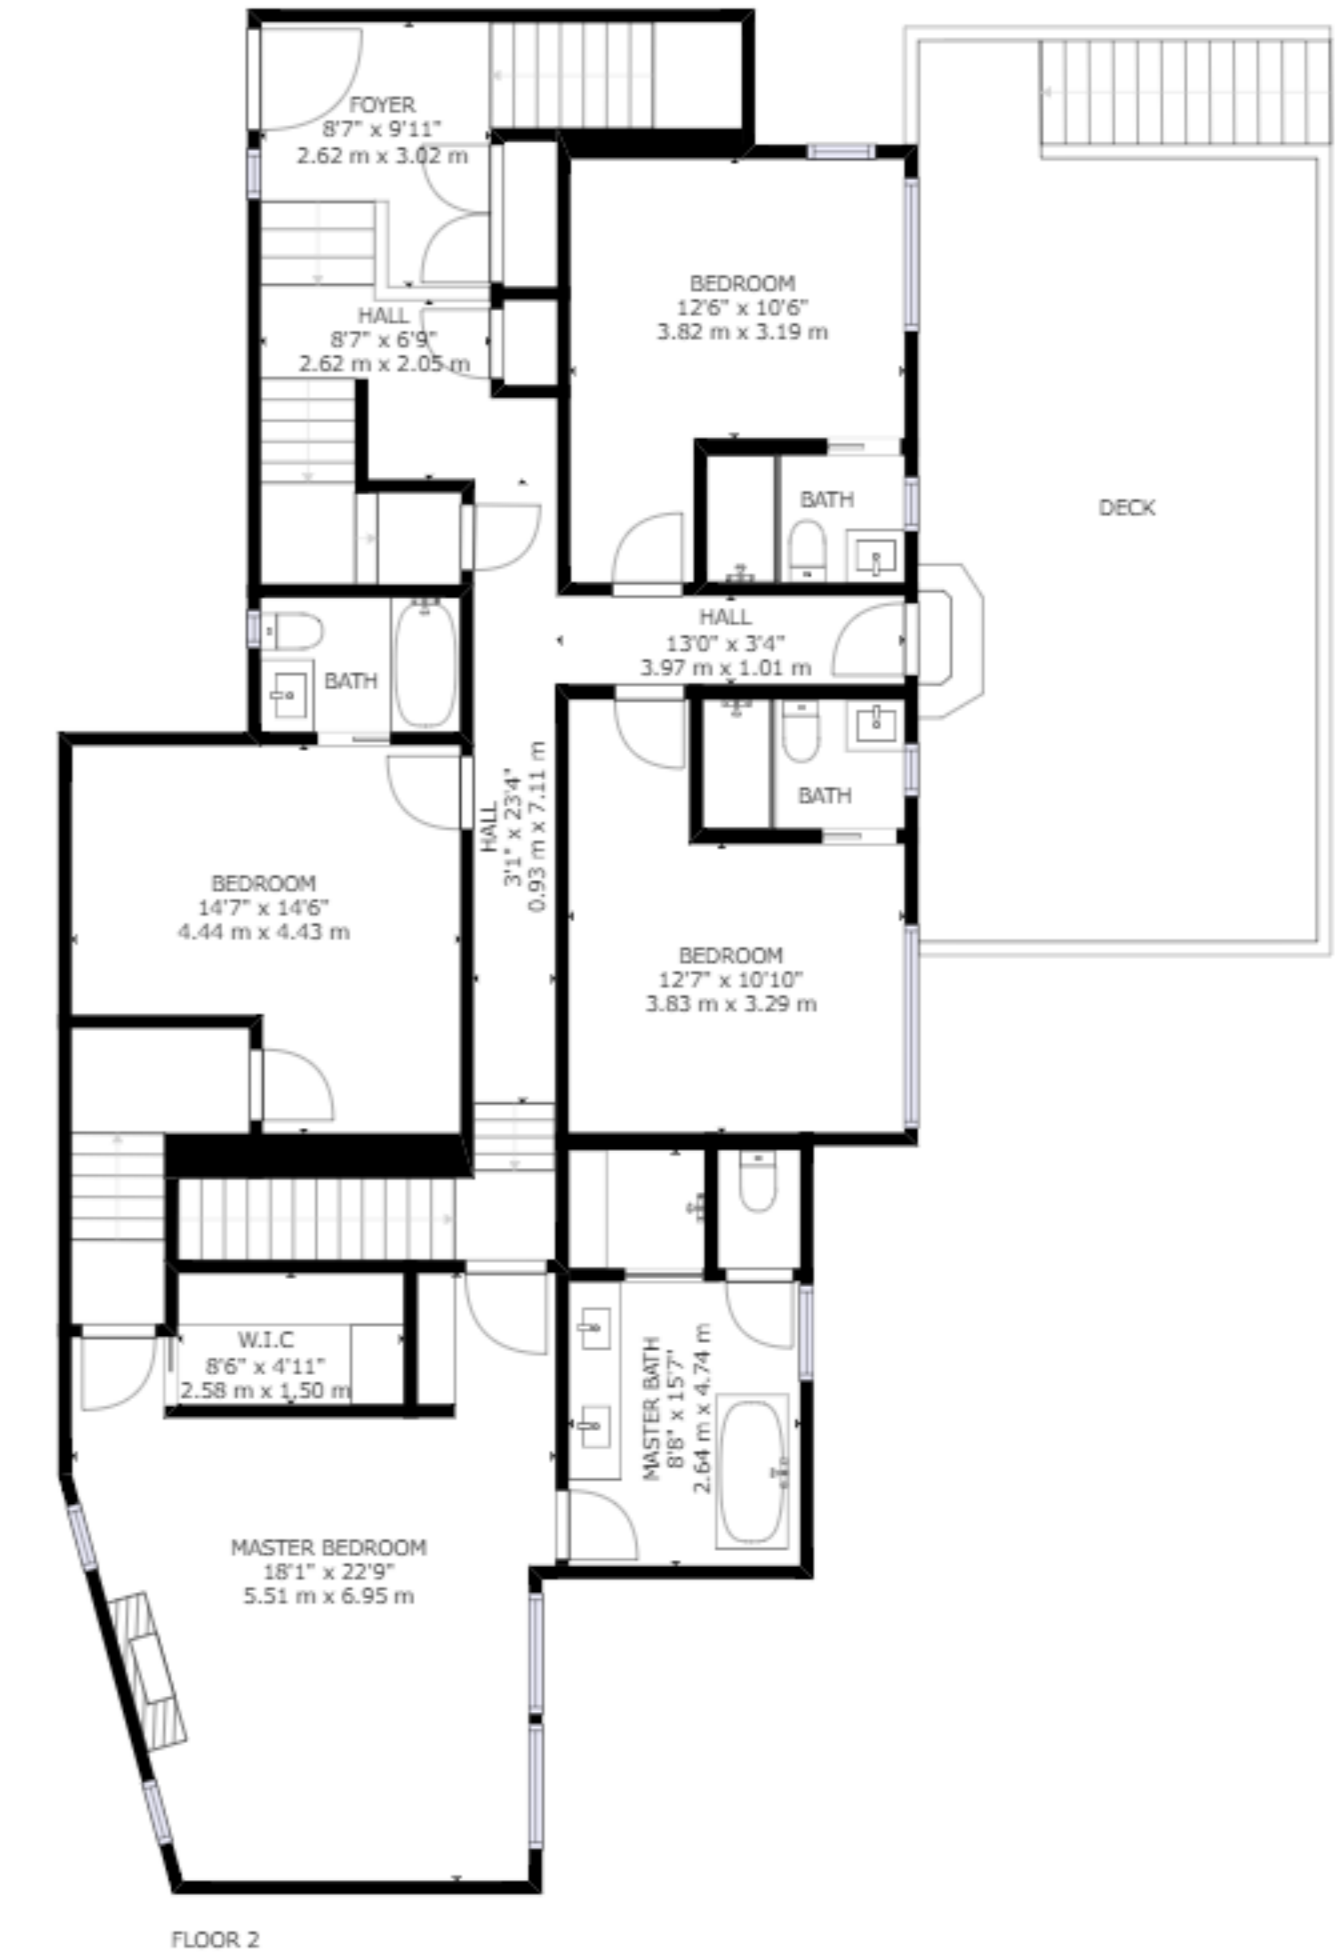 FOYER
8'7" x 9'11"
2.62 m x 3.02 m
BEDROOM
12'6" x 10'6"
3.82 m x 3.19 m
HALL
8'7" x 6'9"
2.62 m x 2.05 m
BATH
DECK
HALL
13'0" x 3'4"
3.97 m x 1.01 m
BATH
HALL
3'1" x 23'4"
0.93 m x 7.11 m
BATH
BEDROOM
14'7" x 14'6"
4.44 m x 4.43 m
BEDROOM
12'7" x 10'10"
3.83 m x 3.29 m
W.I.C
8'6" x 4'11"
2.58 m x 1.50 m
MASTER BATH
8'8" x 15'7"
2.64 m x 4.74 m
MASTER BEDROOM
18'1" x 22'9"
5.51 m x 6.95 m
FLOOR 2